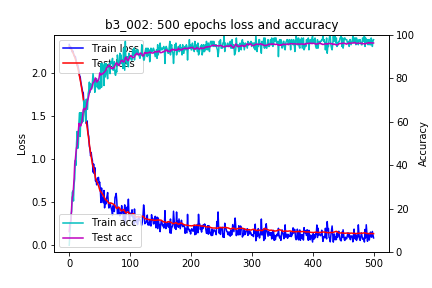 b3_002: 500 epochs loss and accuracy
Train loss
Test loss
Train acc
Test acc
Loss
Accuracy
2.0
1.5
1.0
0.5
0.0
100
80
60
40
20
0
0
100
200
300
400
500